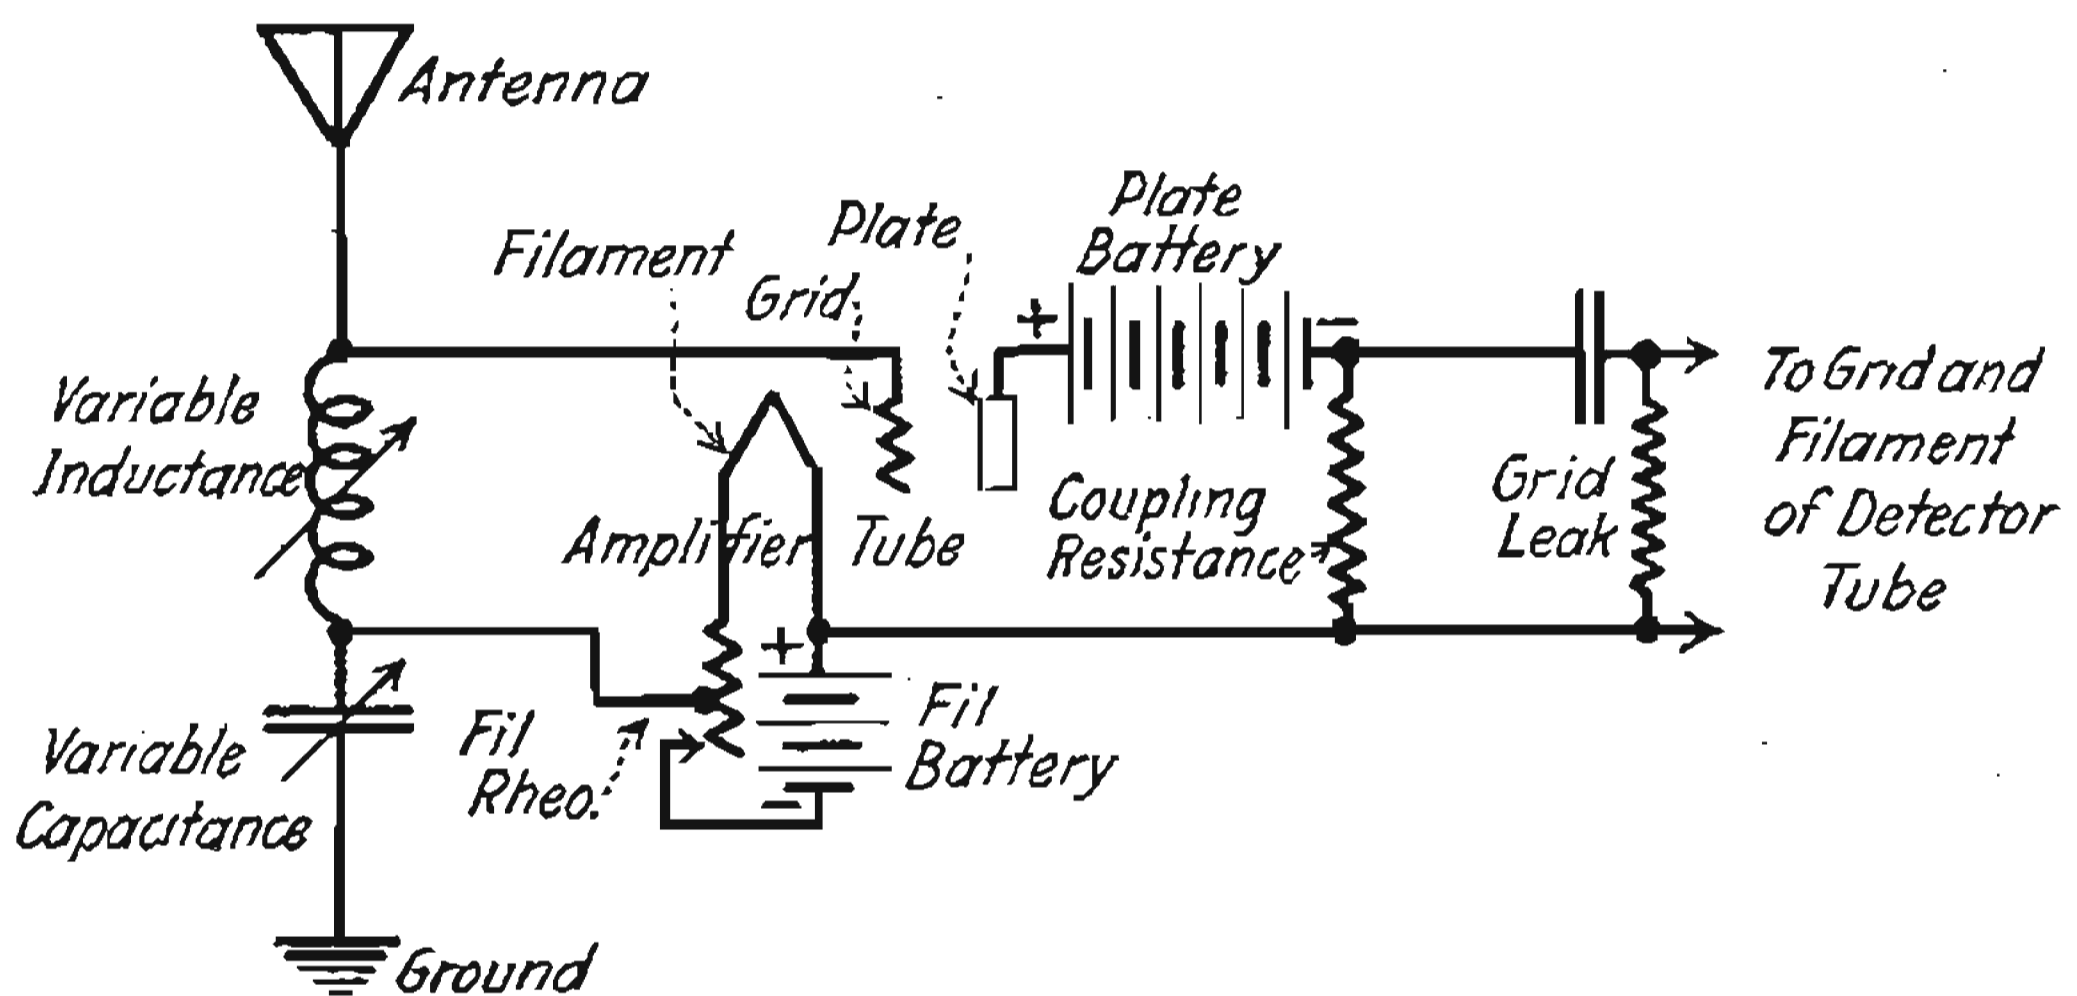 Antenna
Filament
Grid
Plate
Plate
Battery
+
−
Variable
Inductance
Amplifier Tube
Coupling
Resistance
Grid
Leak
To Grid and
Filament
of Detector
Tube
+
−
Fil
Battery
Fil
Rheo.
Variable
Capacitance
Ground